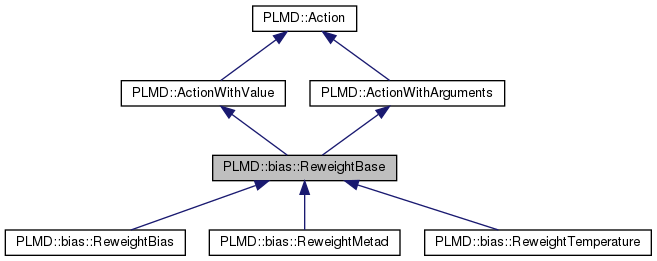 PLMD::Action
PLMD::ActionWithValue
PLMD::ActionWithArguments
PLMD::bias::ReweightBase
PLMD::bias::ReweightBias
PLMD::bias::ReweightMetad
PLMD::bias::ReweightTemperature